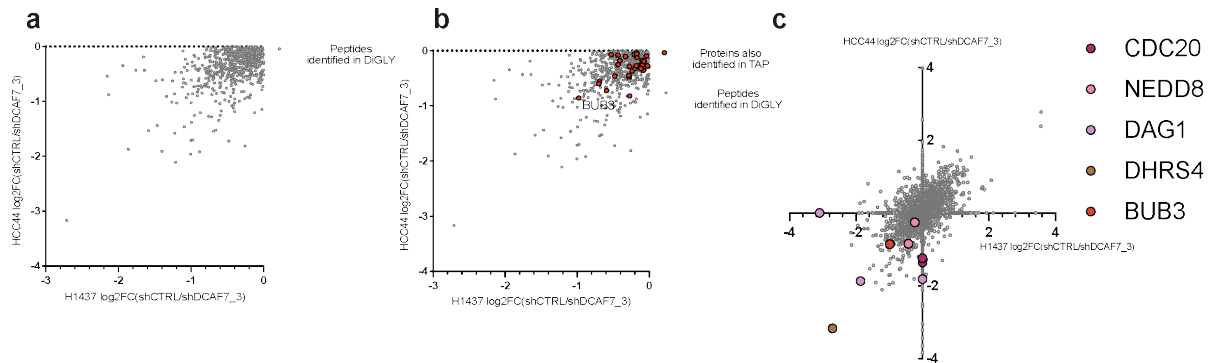 a
0
-1
-2
-3
-4
-3
-2
-1
0
HCC44 log2FC(shCTRL/shDCAF7_3)
H1437 log2FC(shCTRL/shDCAF7_3)
Peptides
identified in DiGLY
b
0
-1
-2
-3
-4
-3
-2
-1
0
HCC44 log2FC(shCTRL/shDCAF7_3)
H1437 log2FC(shCTRL/shDCAF7_3)
BUB3
Proteins also
identified in TAP
Peptides
identified in DiGLY
c
HCC44 log2FC(shCTRL/shDCAF7_3)
4
2
-4
-2
2
4
H1437 log2FC(shCTRL/shDCAF7_3)
-2
-4
CDC20
NEDD8
DAG1
DHRS4
BUB3